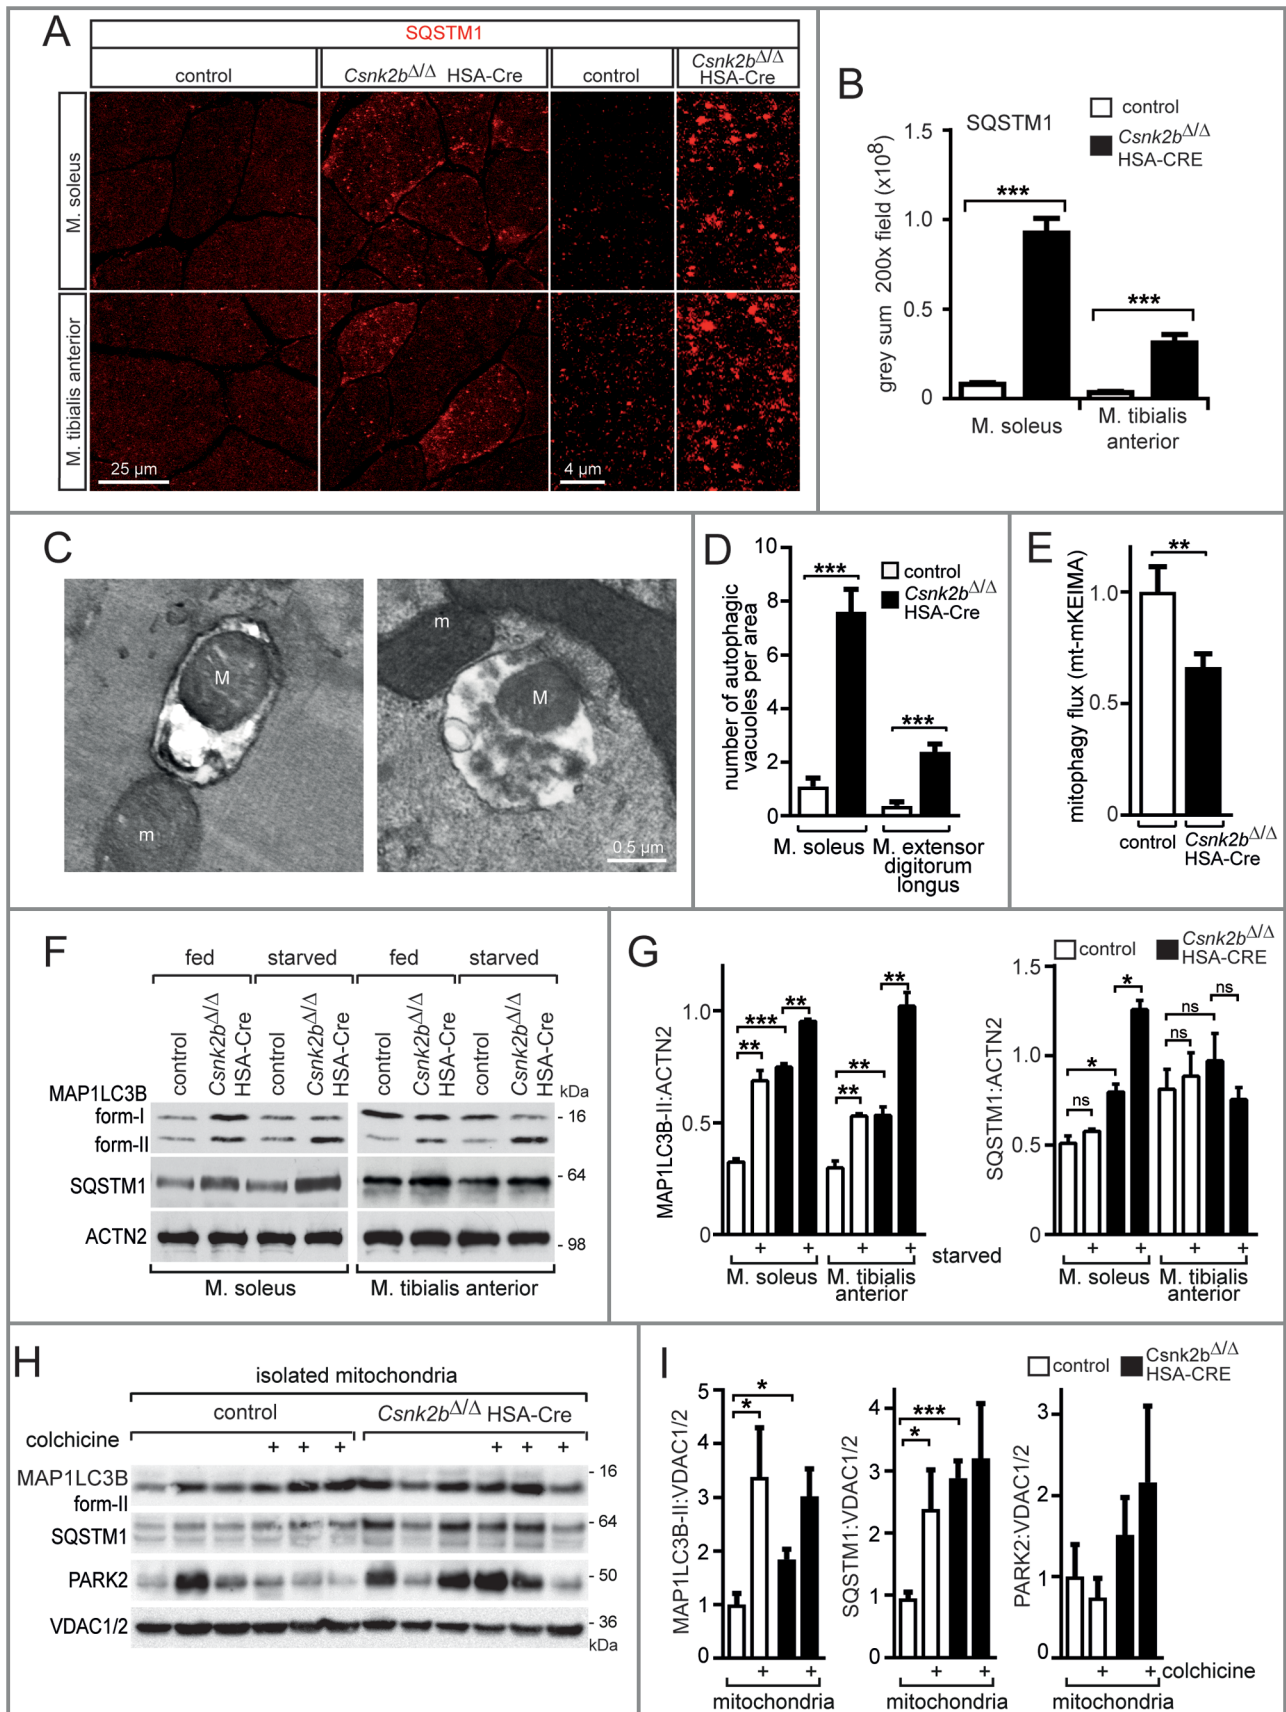 A
SQSTM1
control
Csnk2bΔ/Δ HSA-Cre
control
Csnk2bΔ/Δ
HSA-Cre
M. soleus
M. tibialis anterior
25 µm
4 µm
B
SQSTM1
control
Csnk2bΔ/Δ
HSA-CRE
grey sum 200x field (x10⁸)
1.5
1.0
0.5
0
***
***
M. soleus
M. tibialis
anterior
C
M
m
m
M
0.5 µm
D
control
Csnk2bΔ/Δ
HSA-Cre
number of autophagic
vacuoles per area
10
8
6
4
2
0
***
***
M. soleus
M. extensor
digitorum
longus
E
mitophagy flux (mt-mKEIMA)
1.0
0.5
0
**
control
Csnk2bΔ/Δ
HSA-Cre
F
fed
starved
fed
starved
control
Csnk2bΔ/Δ
HSA-Cre
control
Csnk2bΔ/Δ
HSA-Cre
control
Csnk2bΔ/Δ
HSA-Cre
control
Csnk2bΔ/Δ
HSA-Cre
kDa
MAP1LC3B
form-I
- 16
form-II
SQSTM1
- 64
ACTN2
- 98
M. soleus
M. tibialis anterior
G
control
Csnk2bΔ/Δ
HSA-CRE
MAP1LC3B-II:ACTN2
1.0
0.5
0
**
***
**
**
**
**
+ + + +
starved
M. soleus
M. tibialis
anterior
SQSTM1:ACTN2
1.5
1.0
0.5
0
ns
*
*
ns
ns
ns
+ + + +
M. soleus
M. tibialis
anterior
H
isolated mitochondria
control
Csnk2bΔ/Δ HSA-Cre
colchicine
+ + + + + +
MAP1LC3B
form-II
- 16
SQSTM1
- 64
PARK2
- 50
VDAC1/2
- 36
kDa
I
control
Csnk2bΔ/Δ
HSA-CRE
MAP1LC3B-II:VDAC1/2
5
4
3
2
1
0
*
*
+ +
mitochondria
SQSTM1:VDAC1/2
4
3
2
1
0
*
***
+ +
mitochondria
PARK2:VDAC1/2
3
2
1
0
+ +
colchicine
mitochondria